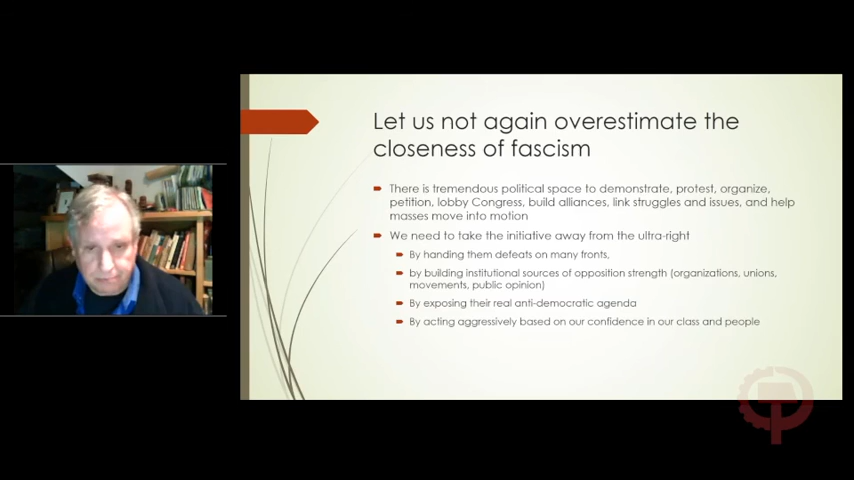 Let us not again overestimate the
closeness of fascism
There is tremendous political space to demonstrate, protest, organize,
petition, lobby Congress, build alliances, link struggles and issues, and help
masses move into motion
We need to take the initiative away from the ultra-right
By handing them defeats on many fronts,
by building institutional sources of opposition strength (organizations, unions,
movements, public opinion)
By exposing their real anti-democratic agenda
By acting aggressively based on our confidence in our class and people